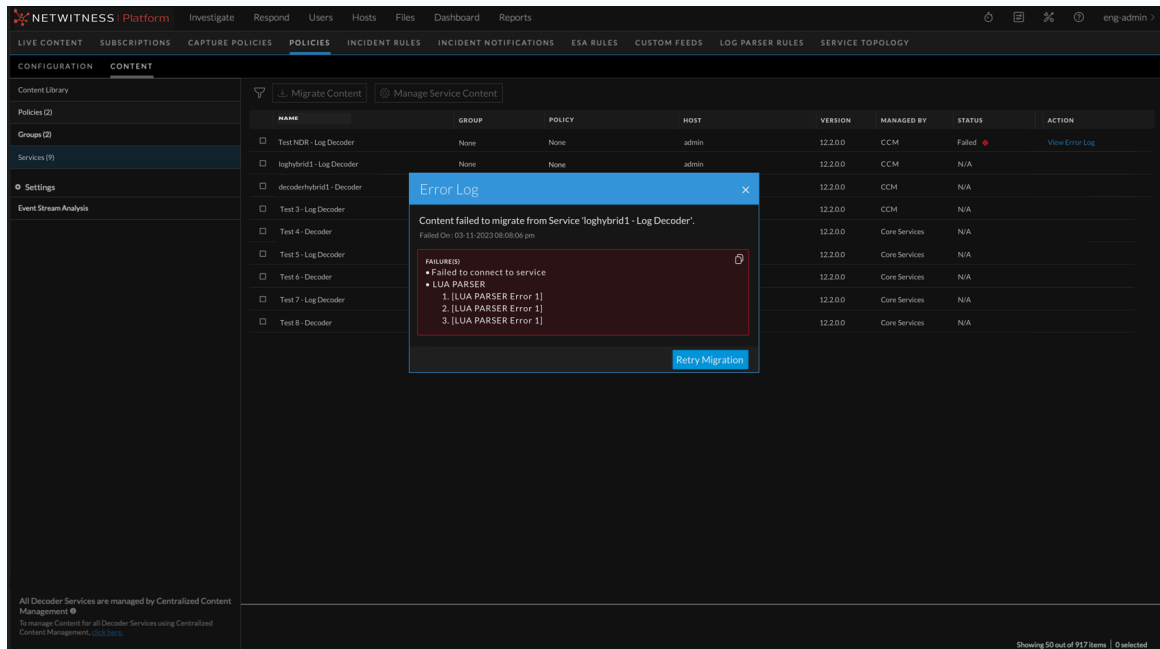 NETWITNESS | Platform Investigate Respond Users Hosts Files Dashboard Reports eng-admin >
LIVE CONTENT SUBSCRIPTIONS CAPTURE POLICIES POLICIES INCIDENT RULES INCIDENT NOTIFICATIONS ESA RULES CUSTOM FEEDS LOG PARSER RULES SERVICE TOPOLOGY
CONFIGURATION CONTENT
Content Library
Policies (2)
Groups (2)
Services (9)
Settings
Event Stream Analysis
Migrate Content Manage Service Content
NAME GROUP POLICY HOST VERSION MANAGED BY STATUS ACTION
Test NDR - Log Decoder None None admin 12.2.0.0 CCM Failed View Error Log
loghybrid1 - Log Decoder None None admin 12.2.0.0 CCM N/A
decoderhybrid1 - Decoder 12.2.0.0 CCM N/A
Test 3 - Log Decoder 12.2.0.0 CCM N/A
Test 4 - Decoder 12.2.0.0 Core Services N/A
Test 5 - Log Decoder 12.2.0.0 Core Services N/A
Test 6 - Decoder 12.2.0.0 Core Services N/A
Test 7 - Log Decoder 12.2.0.0 Core Services N/A
Test 8 - Decoder 12.2.0.0 Core Services N/A
Error Log
Content failed to migrate from Service 'loghybrid1 - Log Decoder'.
Failed On : 03-11-2023 08:08:06 pm
FAILURE(S)
• Failed to connect to service
• LUA PARSER
1. [LUA PARSER Error 1]
2. [LUA PARSER Error 1]
3. [LUA PARSER Error 1]
Retry Migration
All Decoder Services are managed by Centralized Content
Management
To manage Content for all Decoder Services using Centralized
Content Management, click here.
Showing 50 out of 917 items | 0 selected